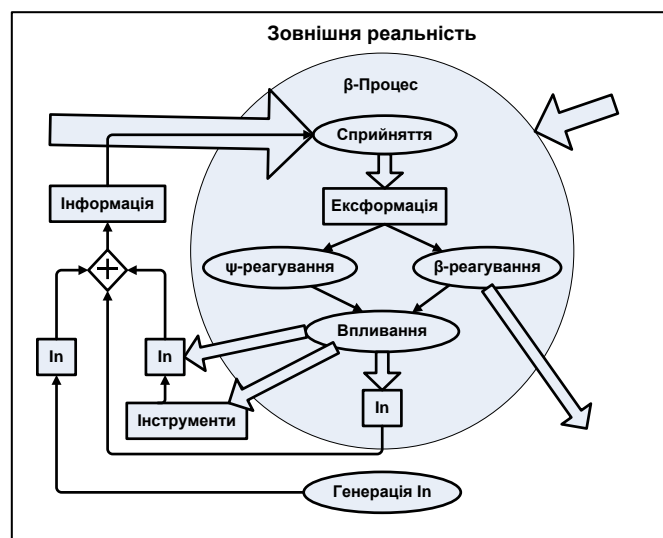 Зовнішня реальність
β-Процес
Сприйняття
Інформація
Ексформація
ψ-реагування
β-реагування
Впливання
In
In
In
Інструменти
Генерація In